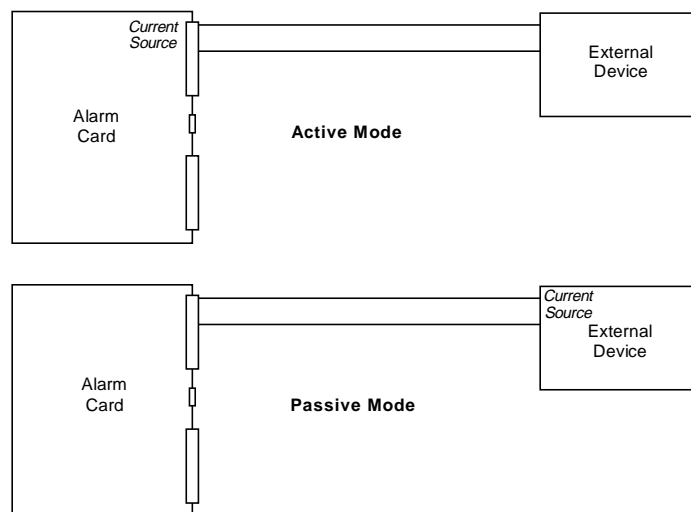 Current
Source
External
Device
Alarm
Card
Active Mode
Current
Source
External
Device
Alarm
Card
Passive Mode